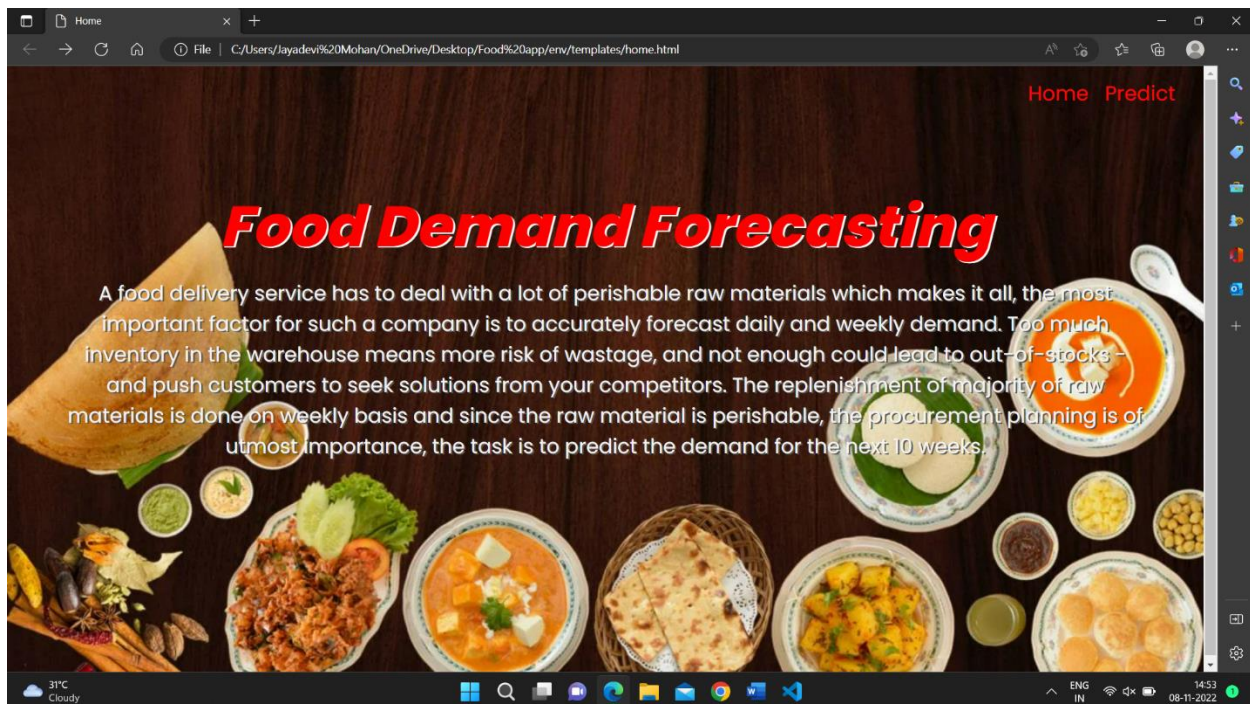 Home
File | C:/Users/Jayadevi%20Mohan/OneDrive/Desktop/Food%20app/env/templates/home.html
Home Predict
Food Demand Forecasting
A food delivery service has to deal with a lot of perishable raw materials which makes it all, the most
important factor for such a company is to accurately forecast daily and weekly demand. Too much
inventory in the warehouse means more risk of wastage, and not enough could lead to out-of-stocks -
and push customers to seek solutions from your competitors. The replenishment of majority of raw
materials is done on weekly basis and since the raw material is perishable, the procurement planning is of
utmost importance, the task is to predict the demand for the next 10 weeks.
31°C
Cloudy
ENG
IN
14:53
08-11-2022
1